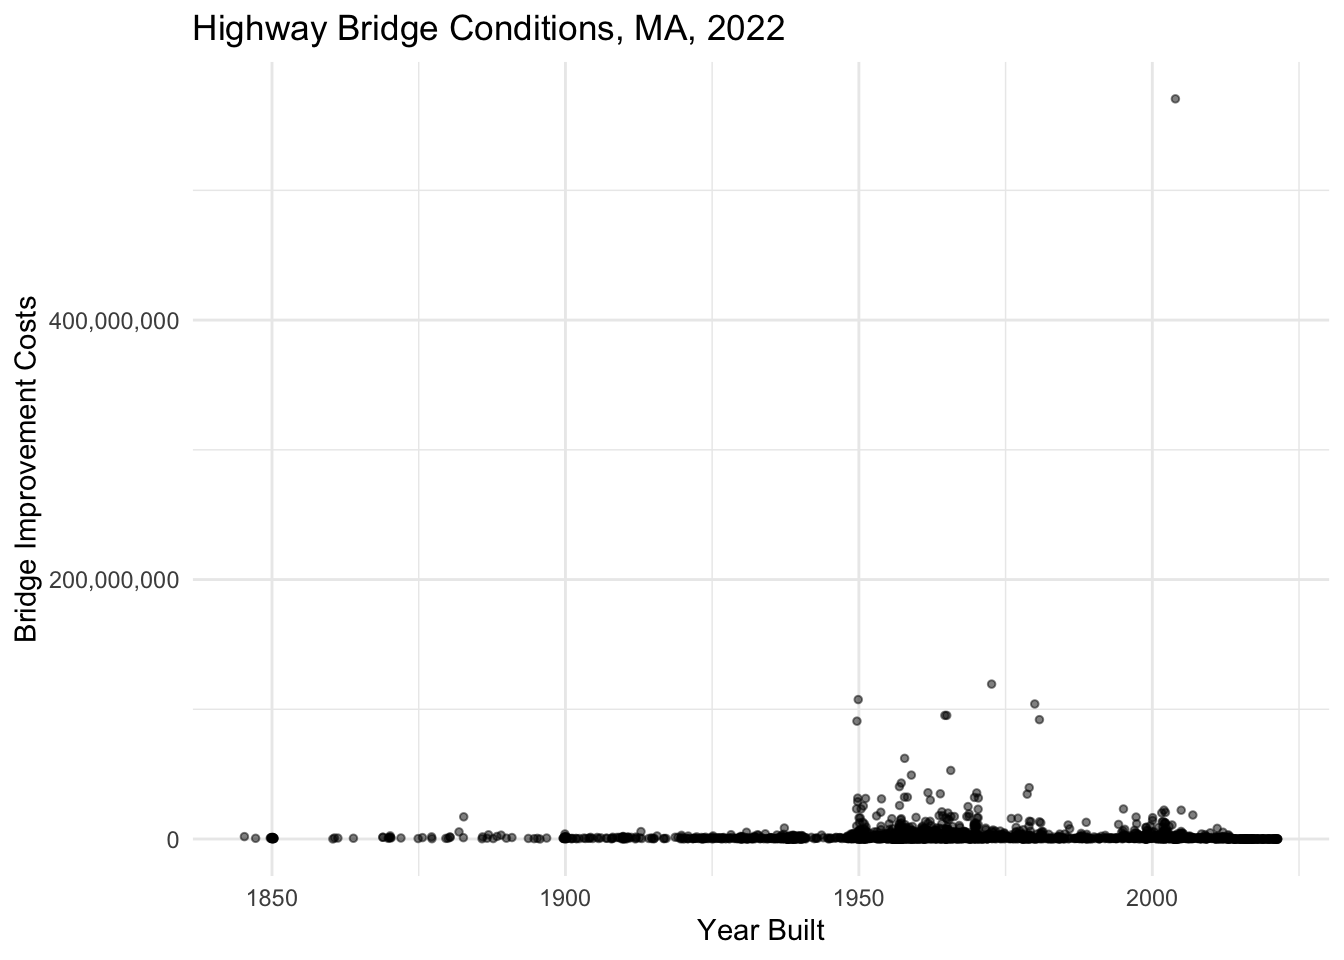 Highway Bridge Conditions, MA, 2022
Bridge Improvement Costs
400,000,000
200,000,000
0
1850 1900 1950 2000
Year Built